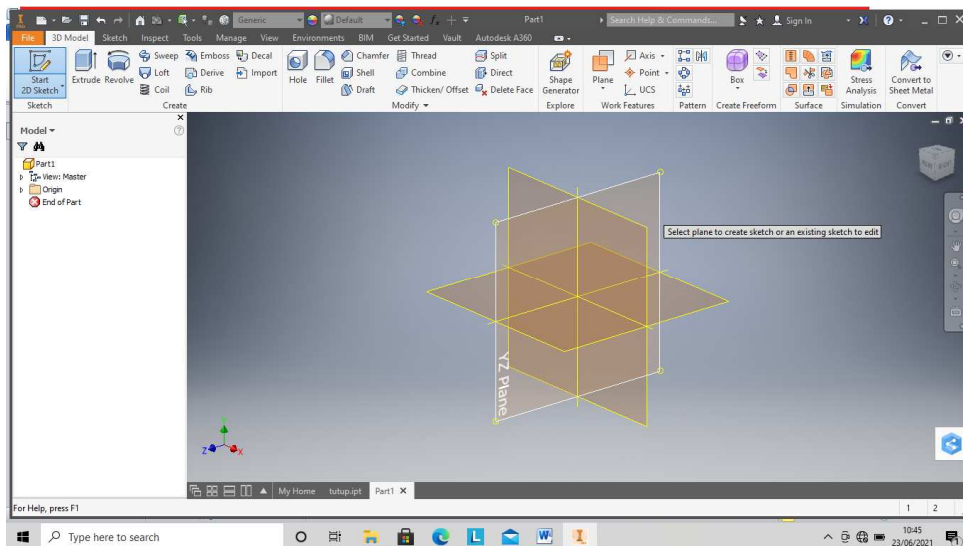 PRO
Generic
Default
Part1
Search Help & Commands...
Sign In
File 3D Model Sketch Inspect Tools Manage View Environments BIM Get Started Vault Autodesk A360
Start 2D Sketch
Extrude Revolve
Sweep Emboss Decal
Loft Derive Import
Coil Rib
Hole Fillet
Chamfer Thread
Shell Combine
Draft Thicken/ Offset
Split
Direct
Delete Face
Shape Generator
Plane
Axis
Point
UCS
Box
Stress Analysis
Convert to Sheet Metal
Sketch Create Modify Explore Work Features Pattern Create Freeform Surface Simulation Convert
Model
Part1
View: Master
Origin
End of Part
Select plane to create sketch or an existing sketch to edit
YZ Plane
Z X
My Home tutup.ipt Part1
For Help, press F1
1 2
Type here to search
10:45
23/06/2021